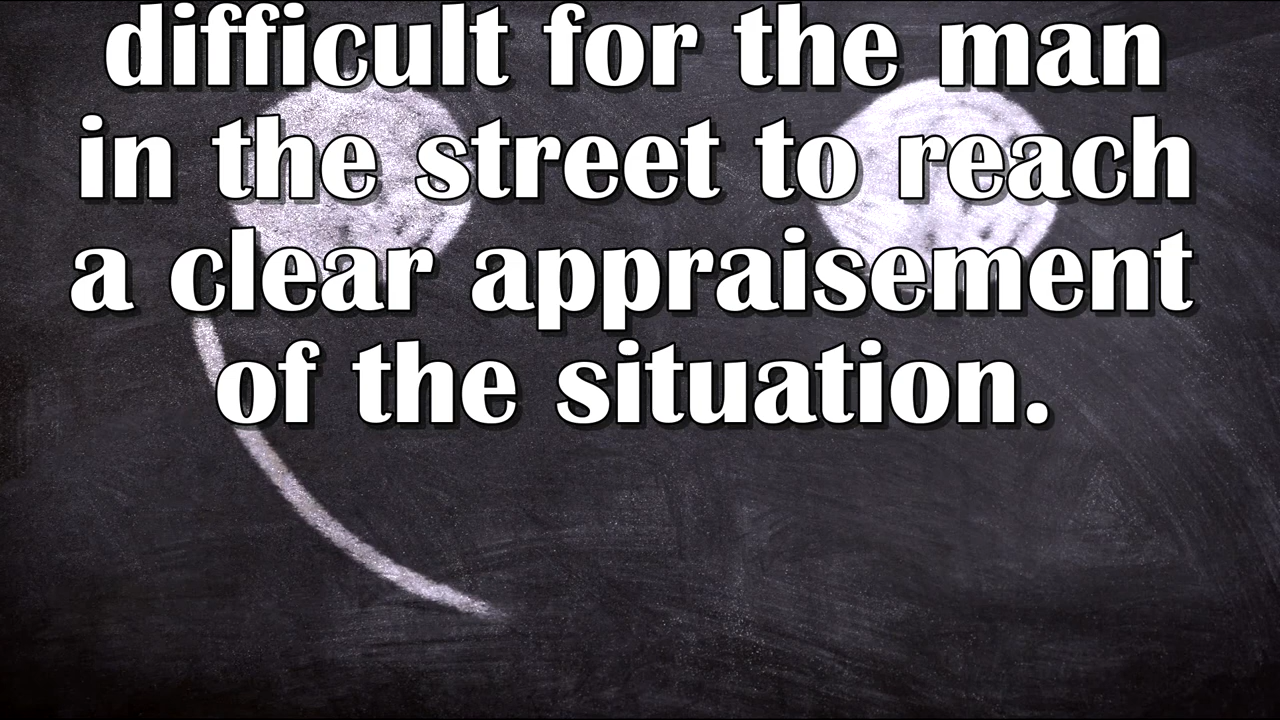 difficult for the man
in the street to reach
a clear appraisement
of the situation.